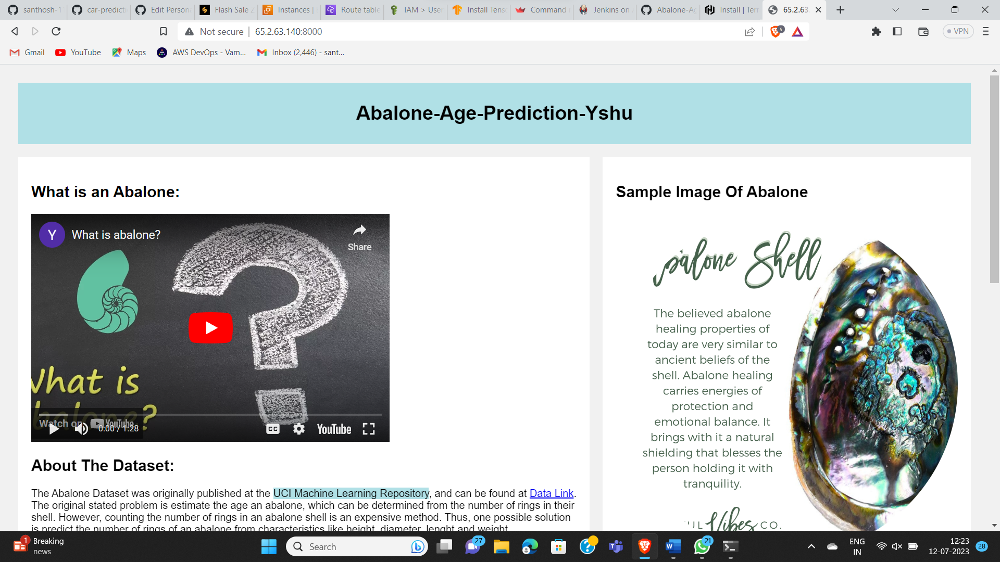 santhosh-1
car-predicti
Edit Person
Flash Sale Z
Instances |
Route table
IAM > User
Install Tens
Command
Jenkins on
Abalone-Ag
Install | Terr
65.2.63.
Not secure
65.2.63.140:8000
5
VPN
Gmail
YouTube
Maps
AWS DevOps - Vam...
Inbox (2,446) - sant...
Abalone-Age-Prediction-Yshu
What is an Abalone:
Y
What is abalone?
Share
What is
abalone?
Watch on YouTube
0:00 / 1:28
CC
YouTube
About The Dataset:
The Abalone Dataset was originally published at the UCI Machine Learning Repository, and can be found at Data Link.
The original stated problem is estimate the age an abalone, which can be determined from the number of rings in their
shell. However, counting the number of rings in an abalone shell is an expensive method. Thus, one possible solution
is predict the number of rings of an abalone from characteristics like height, diameter, lenght and weight.
Sample Image Of Abalone
Shell
The believed abalone
healing properties of
today are very similar to
ancient beliefs of the
shell. Abalone healing
carries energies of
protection and
emotional balance. It
brings with it a natural
shielding that blesses the
person holding it with
tranquility.
Vibes CO.
1
Breaking
news
Search
27
21
ENG
IN
12:23
12-07-2023
28